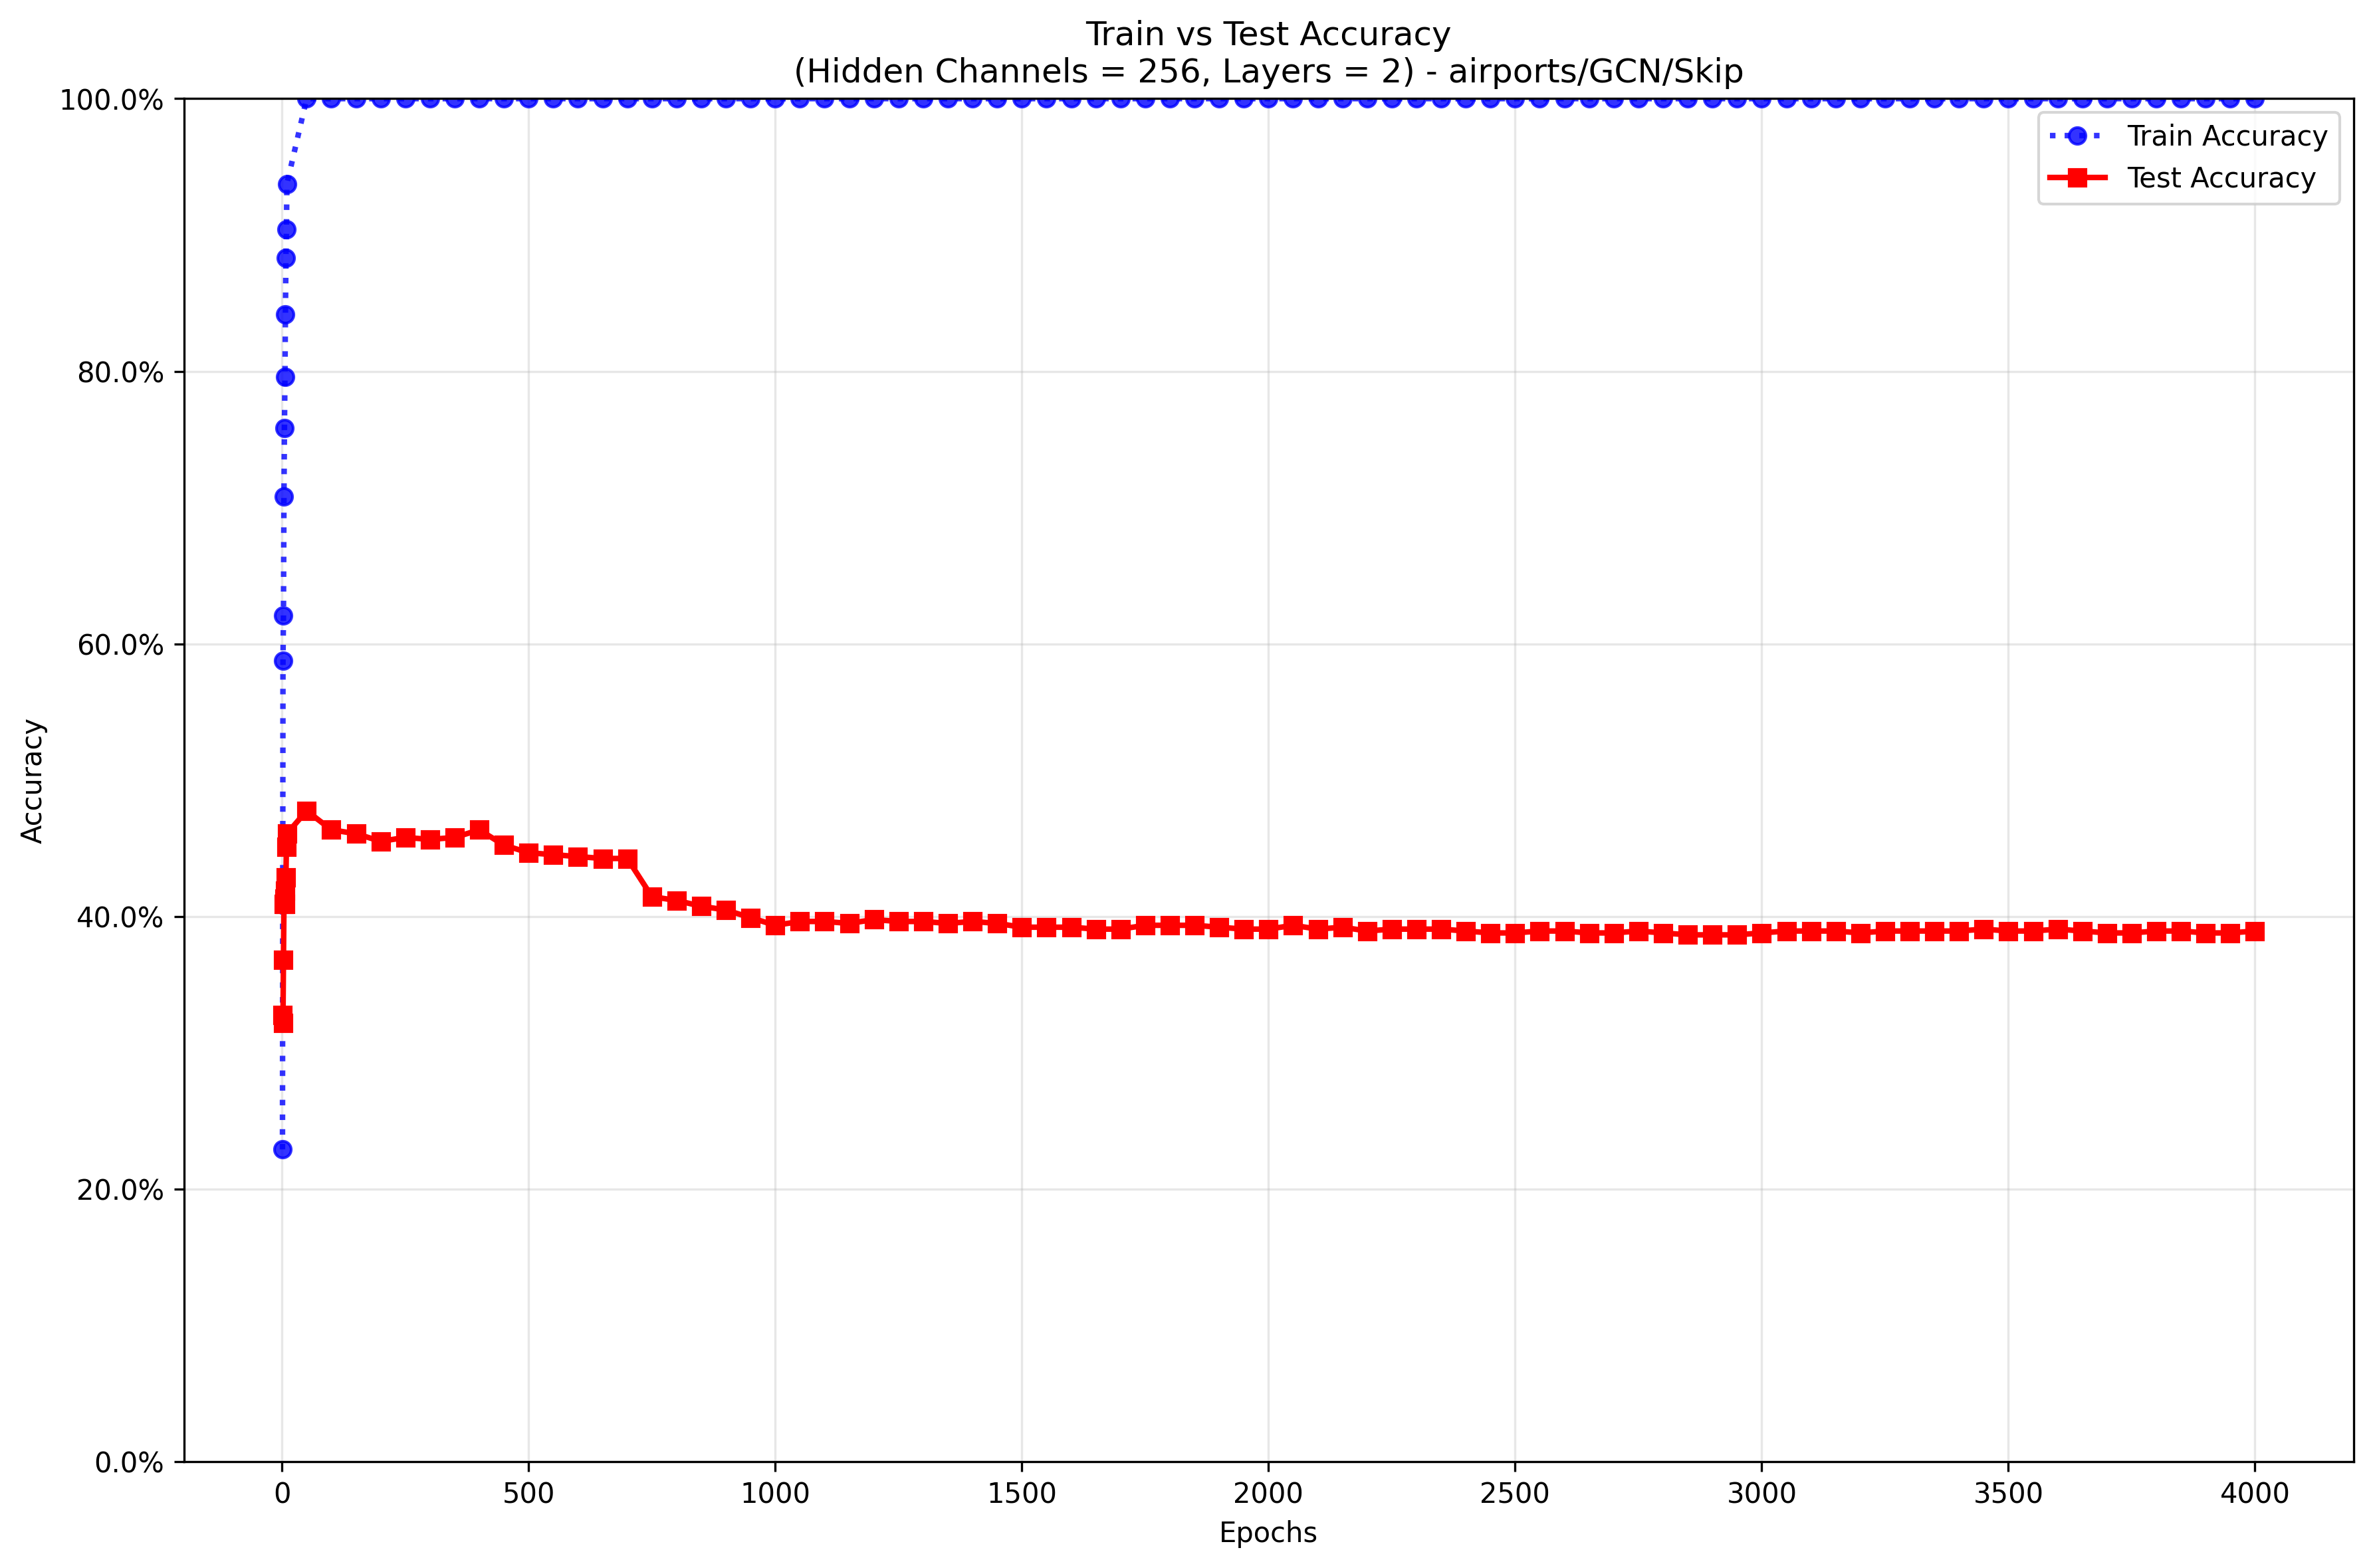 Train vs Test Accuracy
(Hidden Channels = 256, Layers = 2) - airports/GCN/Skip
100.0%
80.0%
60.0%
40.0%
20.0%
0.0%
Accuracy
Train Accuracy
Test Accuracy
0
500
1000
1500
2000
2500
3000
3500
4000
Epochs